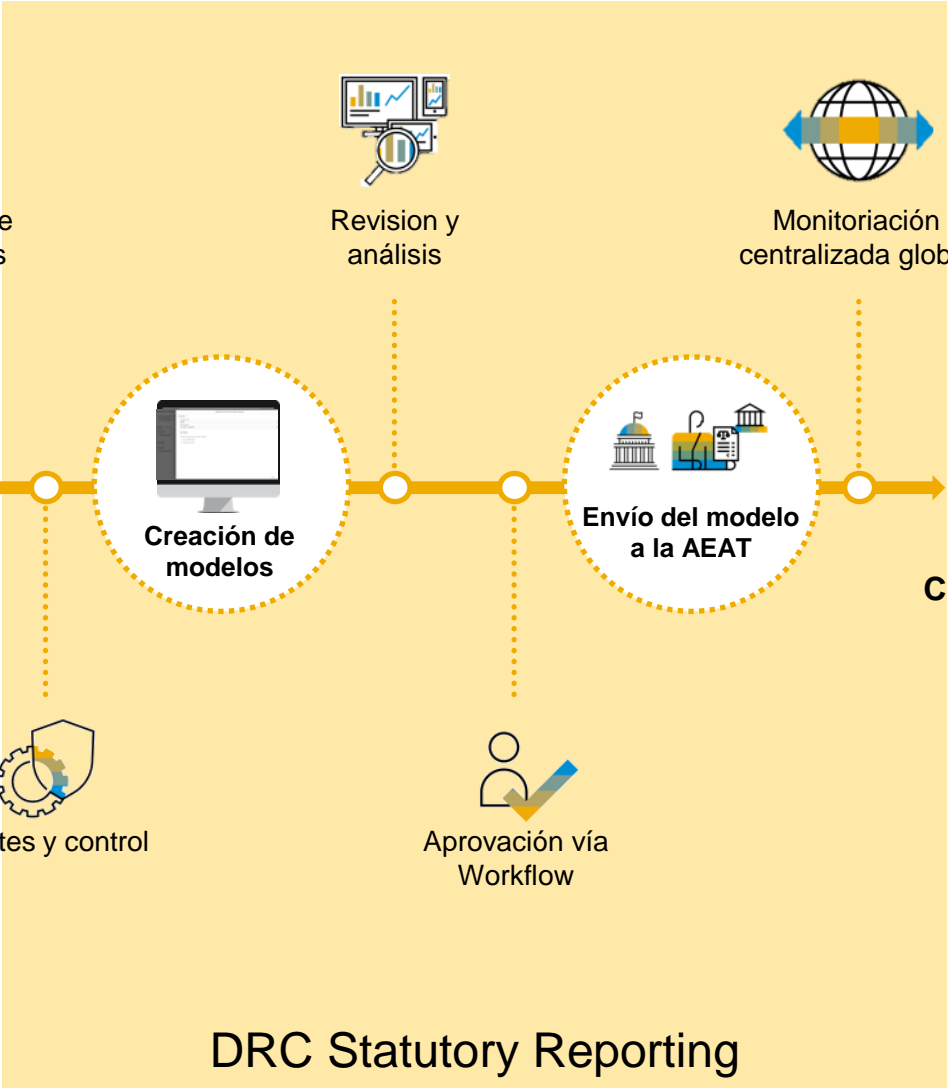 e
s
Revision y
análisis
Monitoriación
centralizada glob
Creación de
modelos
Envío del modelo
a la AEAT
C
tes y control
Aprovación vía
Workflow
DRC Statutory Reporting